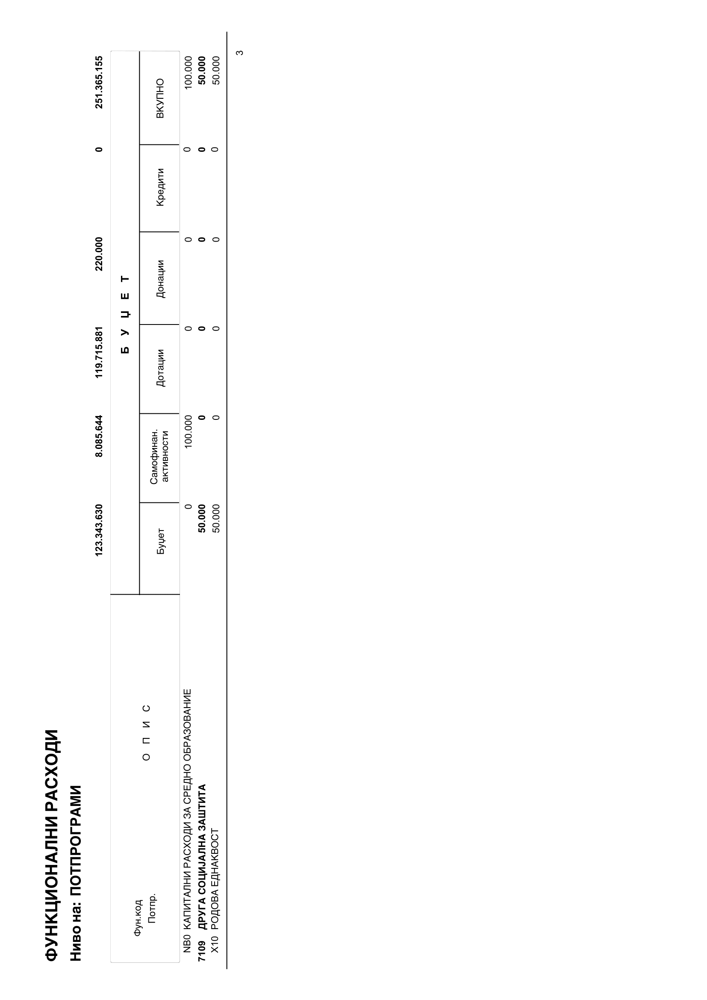 ФУНКЦИОНАЛНИ РАСХОДИ
Ниво на: ПОТПРОГРАМИ
123.343.630 8.085.644 119.715.881 220.000 0 251.365.155
Фун.код
Потпр.
О П И С
Б У Џ Е Т
Буџет Самофинан. активности Дотации Донации Кредити ВКУПНО
NB0 КАПИТАЛНИ РАСХОДИ ЗА СРЕДНО ОБРАЗОВАНИЕ 0 100.000 0 0 0 100.000
7109 ДРУГА СОЦИЈАЛНА ЗАШТИТА 50.000 0 0 0 0 50.000
X10 РОДОВА ЕДНАКВОСТ 50.000 0 0 0 0 50.000
3